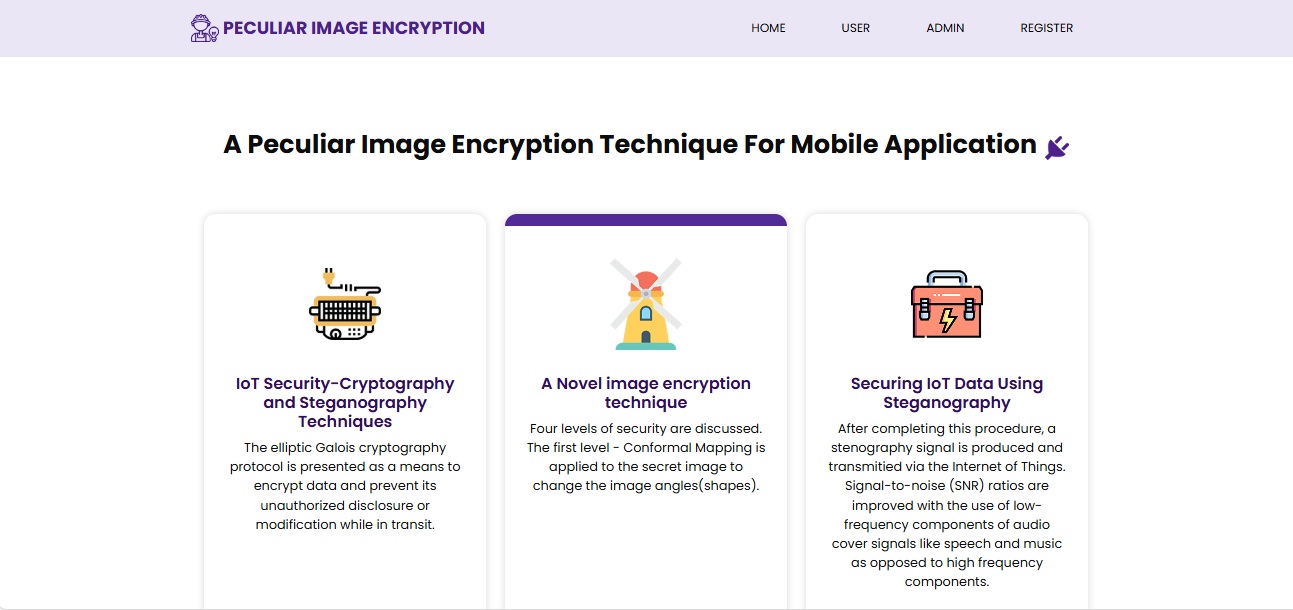 PECULIAR IMAGE ENCRYPTION
HOME
USER
ADMIN
REGISTER
A Peculiar Image Encryption Technique For Mobile Application
IoT Security-Cryptography
and Steganography
Techniques
The elliptic Galois cryptography
protocol is presented as a means to
encrypt data and prevent its
unauthorized disclosure or
modification while in transit.
A Novel image encryption
technique
Four levels of security are discussed.
The first level - Conformal Mapping is
applied to the secret image to
change the image angles(shapes).
Securing IoT Data Using
Steganography
After completing this procedure, a
stenography signal is produced and
transmitied via the Internet of Things.
Signal-to-noise (SNR) ratios are
improved with the use of low-
frequency components of audio
cover signals like speech and music
as opposed to high frequency
components.